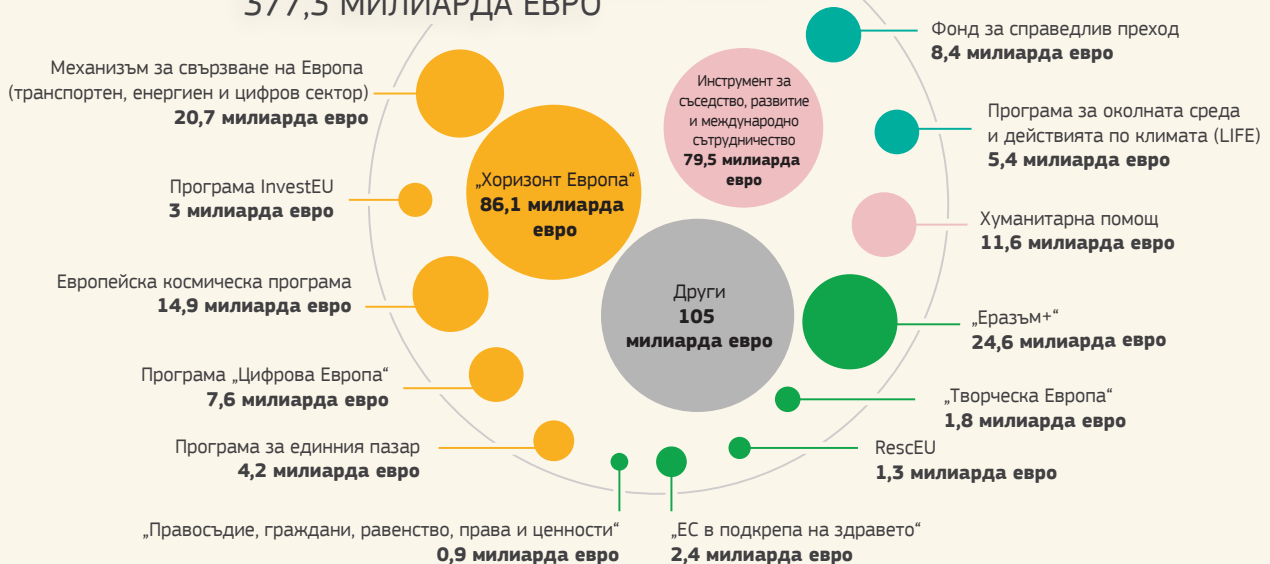 377,3 МИЛИАРДА ЕВРО
Механизъм за свързване на Европа
(транспортен, енергиен и цифров сектор)
20,7 милиарда евро
Програма InvestEU
3 милиарда евро
Европейска космическа програма
14,9 милиарда евро
Програма „Цифрова Европа“
7,6 милиарда евро
Програма за единния пазар
4,2 милиарда евро
„Правосъдие, граждани, равенство, права и ценности“
0,9 милиарда евро
„Хоризонт Европа“
86,1 милиарда
евро
Инструмент за
съседство, развитие
и международно
сътрудничество
79,5 милиарда
евро
Други
105
милиарда евро
Фонд за справедлив преход
8,4 милиарда евро
Програма за околната среда
и действията по климата (LIFE)
5,4 милиарда евро
Хуманитарна помощ
11,6 милиарда евро
„Еразъм+“
24,6 милиарда евро
„Творческа Европа“
1,8 милиарда евро
RescEU
1,3 милиарда евро
„ЕС в подкрепа на здравето“
2,4 милиарда евро